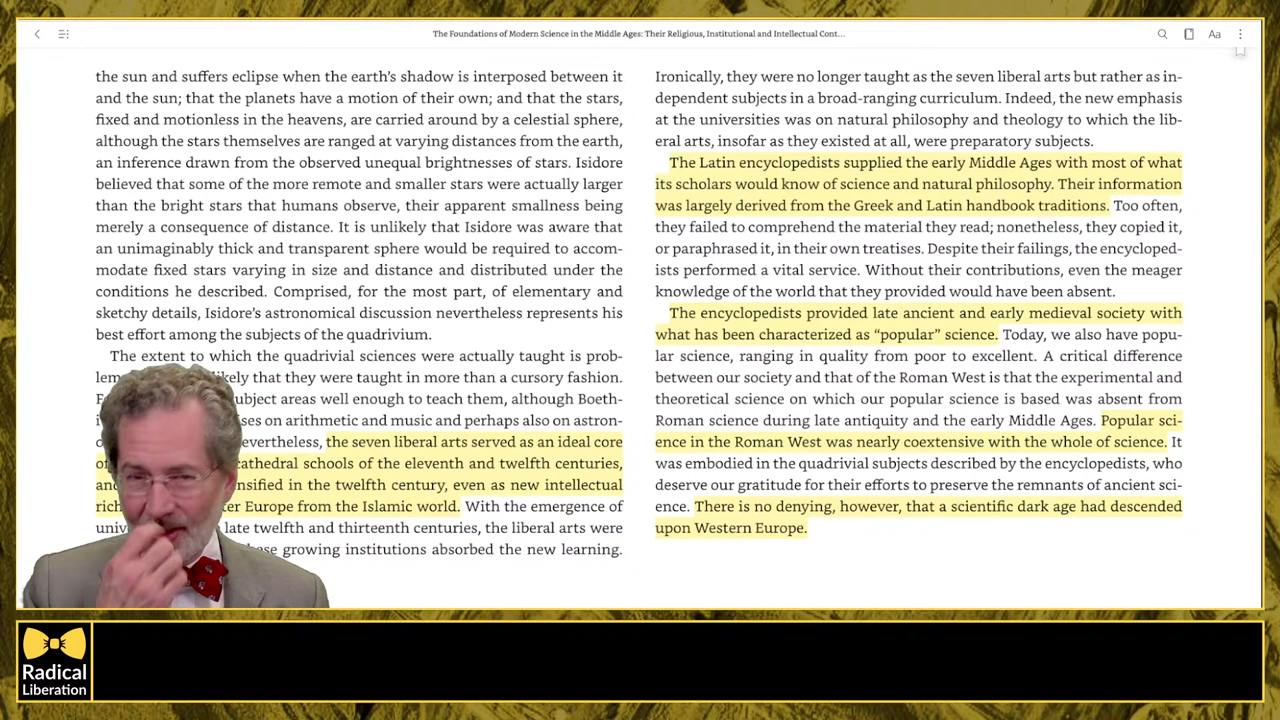 The Foundations of Modern Science in the Middle Ages: Their Religious, Institutional and Intellectual Cont...
Aa
the sun and suffers eclipse when the earth's shadow is interposed between it
and the sun; that the planets have a motion of their own; and that the stars,
fixed and motionless in the heavens, are carried around by a celestial sphere,
although the stars themselves are ranged at varying distances from the earth,
an inference drawn from the observed unequal brightnesses of stars. Isidore
believed that some of the more remote and smaller stars were actually larger
than the bright stars that humans observe, their apparent smallness being
merely a consequence of distance. It is unlikely that Isidore was aware that
an unimaginably thick and transparent sphere would be required to accom-
modate fixed stars varying in size and distance and distributed under the
conditions he described. Comprised, for the most part, of elementary and
sketchy details, Isidore's astronomical discussion nevertheless represents his
best effort among the subjects of the quadrivium.
The extent to which the quadrivial sciences were actually taught is prob-
likely that they were taught in more than a cursory fashion.
subject areas well enough to teach them, although Boeth-
on arithmetic and music and perhaps also on astron-
the seven liberal arts served as an ideal core
cathedral schools of the eleventh and twelfth centuries,
in the twelfth century, even as new intellectual
Europe from the Islamic world. With the emergence of
late twelfth and thirteenth centuries, the liberal arts were
growing institutions absorbed the new learning.
Ironically, they were no longer taught as the seven liberal arts but rather as in-
dependent subjects in a broad-ranging curriculum. Indeed, the new emphasis
at the universities was on natural philosophy and theology to which the lib-
eral arts, insofar as they existed at all, were preparatory subjects.
The Latin encyclopedists supplied the early Middle Ages with most of what
its scholars would know of science and natural philosophy. Their information
was largely derived from the Greek and Latin handbook traditions. Too often,
they failed to comprehend the material they read; nonetheless, they copied it,
or paraphrased it, in their own treatises. Despite their failings, the encycloped-
ists performed a vital service. Without their contributions, even the meager
knowledge of the world that they provided would have been absent.
The encyclopedists provided late ancient and early medieval society with
what has been characterized as “popular” science. Today, we also have popu-
lar science, ranging in quality from poor to excellent. A critical difference
between our society and that of the Roman West is that the experimental and
theoretical science on which our popular science is based was absent from
Roman science during late antiquity and the early Middle Ages. Popular sci-
ence in the Roman West was nearly coextensive with the whole of science. It
was embodied in the quadrivial subjects described by the encyclopedists, who
deserve our gratitude for their efforts to preserve the remnants of ancient sci-
ence. There is no denying, however, that a scientific dark age had descended
upon Western Europe.
Radical
Liberation